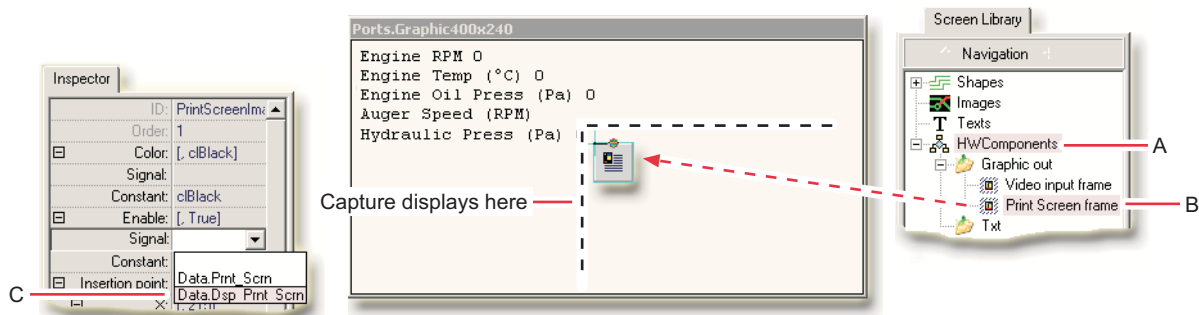 Inspector
ID: PrintScreenIma
Order: 1
Color: [, clBlack]
Signal:
Constant: clBlack
Enable: [, True]
Signal:
Constant:
Data.Prnt_Scrn
Insertion point: Data.Dsp_Prnt_Scrn
X:
C
Ports.Graphic400x240
Engine RPM 0
Engine Temp (°C) 0
Engine Oil Press (Pa) 0
Auger Speed (RPM)
Hydraulic Press (Pa)
Capture displays here
Screen Library
Navigation
Shapes
Images
T Texts
HWComponents
A
Graphic out
Video input frame
Print Screen frame
B
Txt